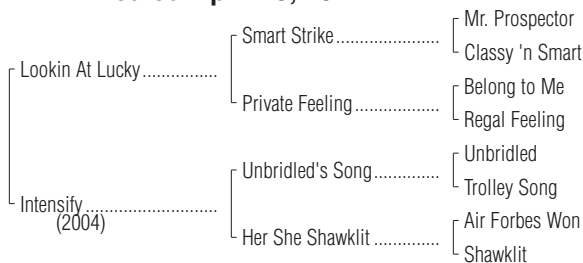 Mr. Prospector
Smart Strike
Classy 'n Smart
Lookin At Lucky
Belong to Me
Private Feeling
Regal Feeling
Unbridled
Unbridled's Song
Trolley Song
Intensify
(2004)
Air Forbes Won
Her She Shawklit
Shawklit